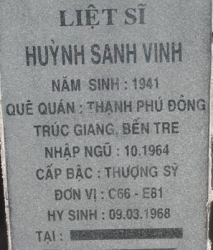 LIỆT SĨ
HUỲNH SANH VINH
NĂM SINH : 1941
QUÊ QUÁN : THẠNH PHÚ ĐÔNG
TRÚC GIANG, BẾN TRE
NHẬP NGŨ : 10.1964
CẤP BẬC : THƯỢNG SỸ
ĐƠN VỊ : C66 - E81
HY SINH : 09.03.1968
TẠI :